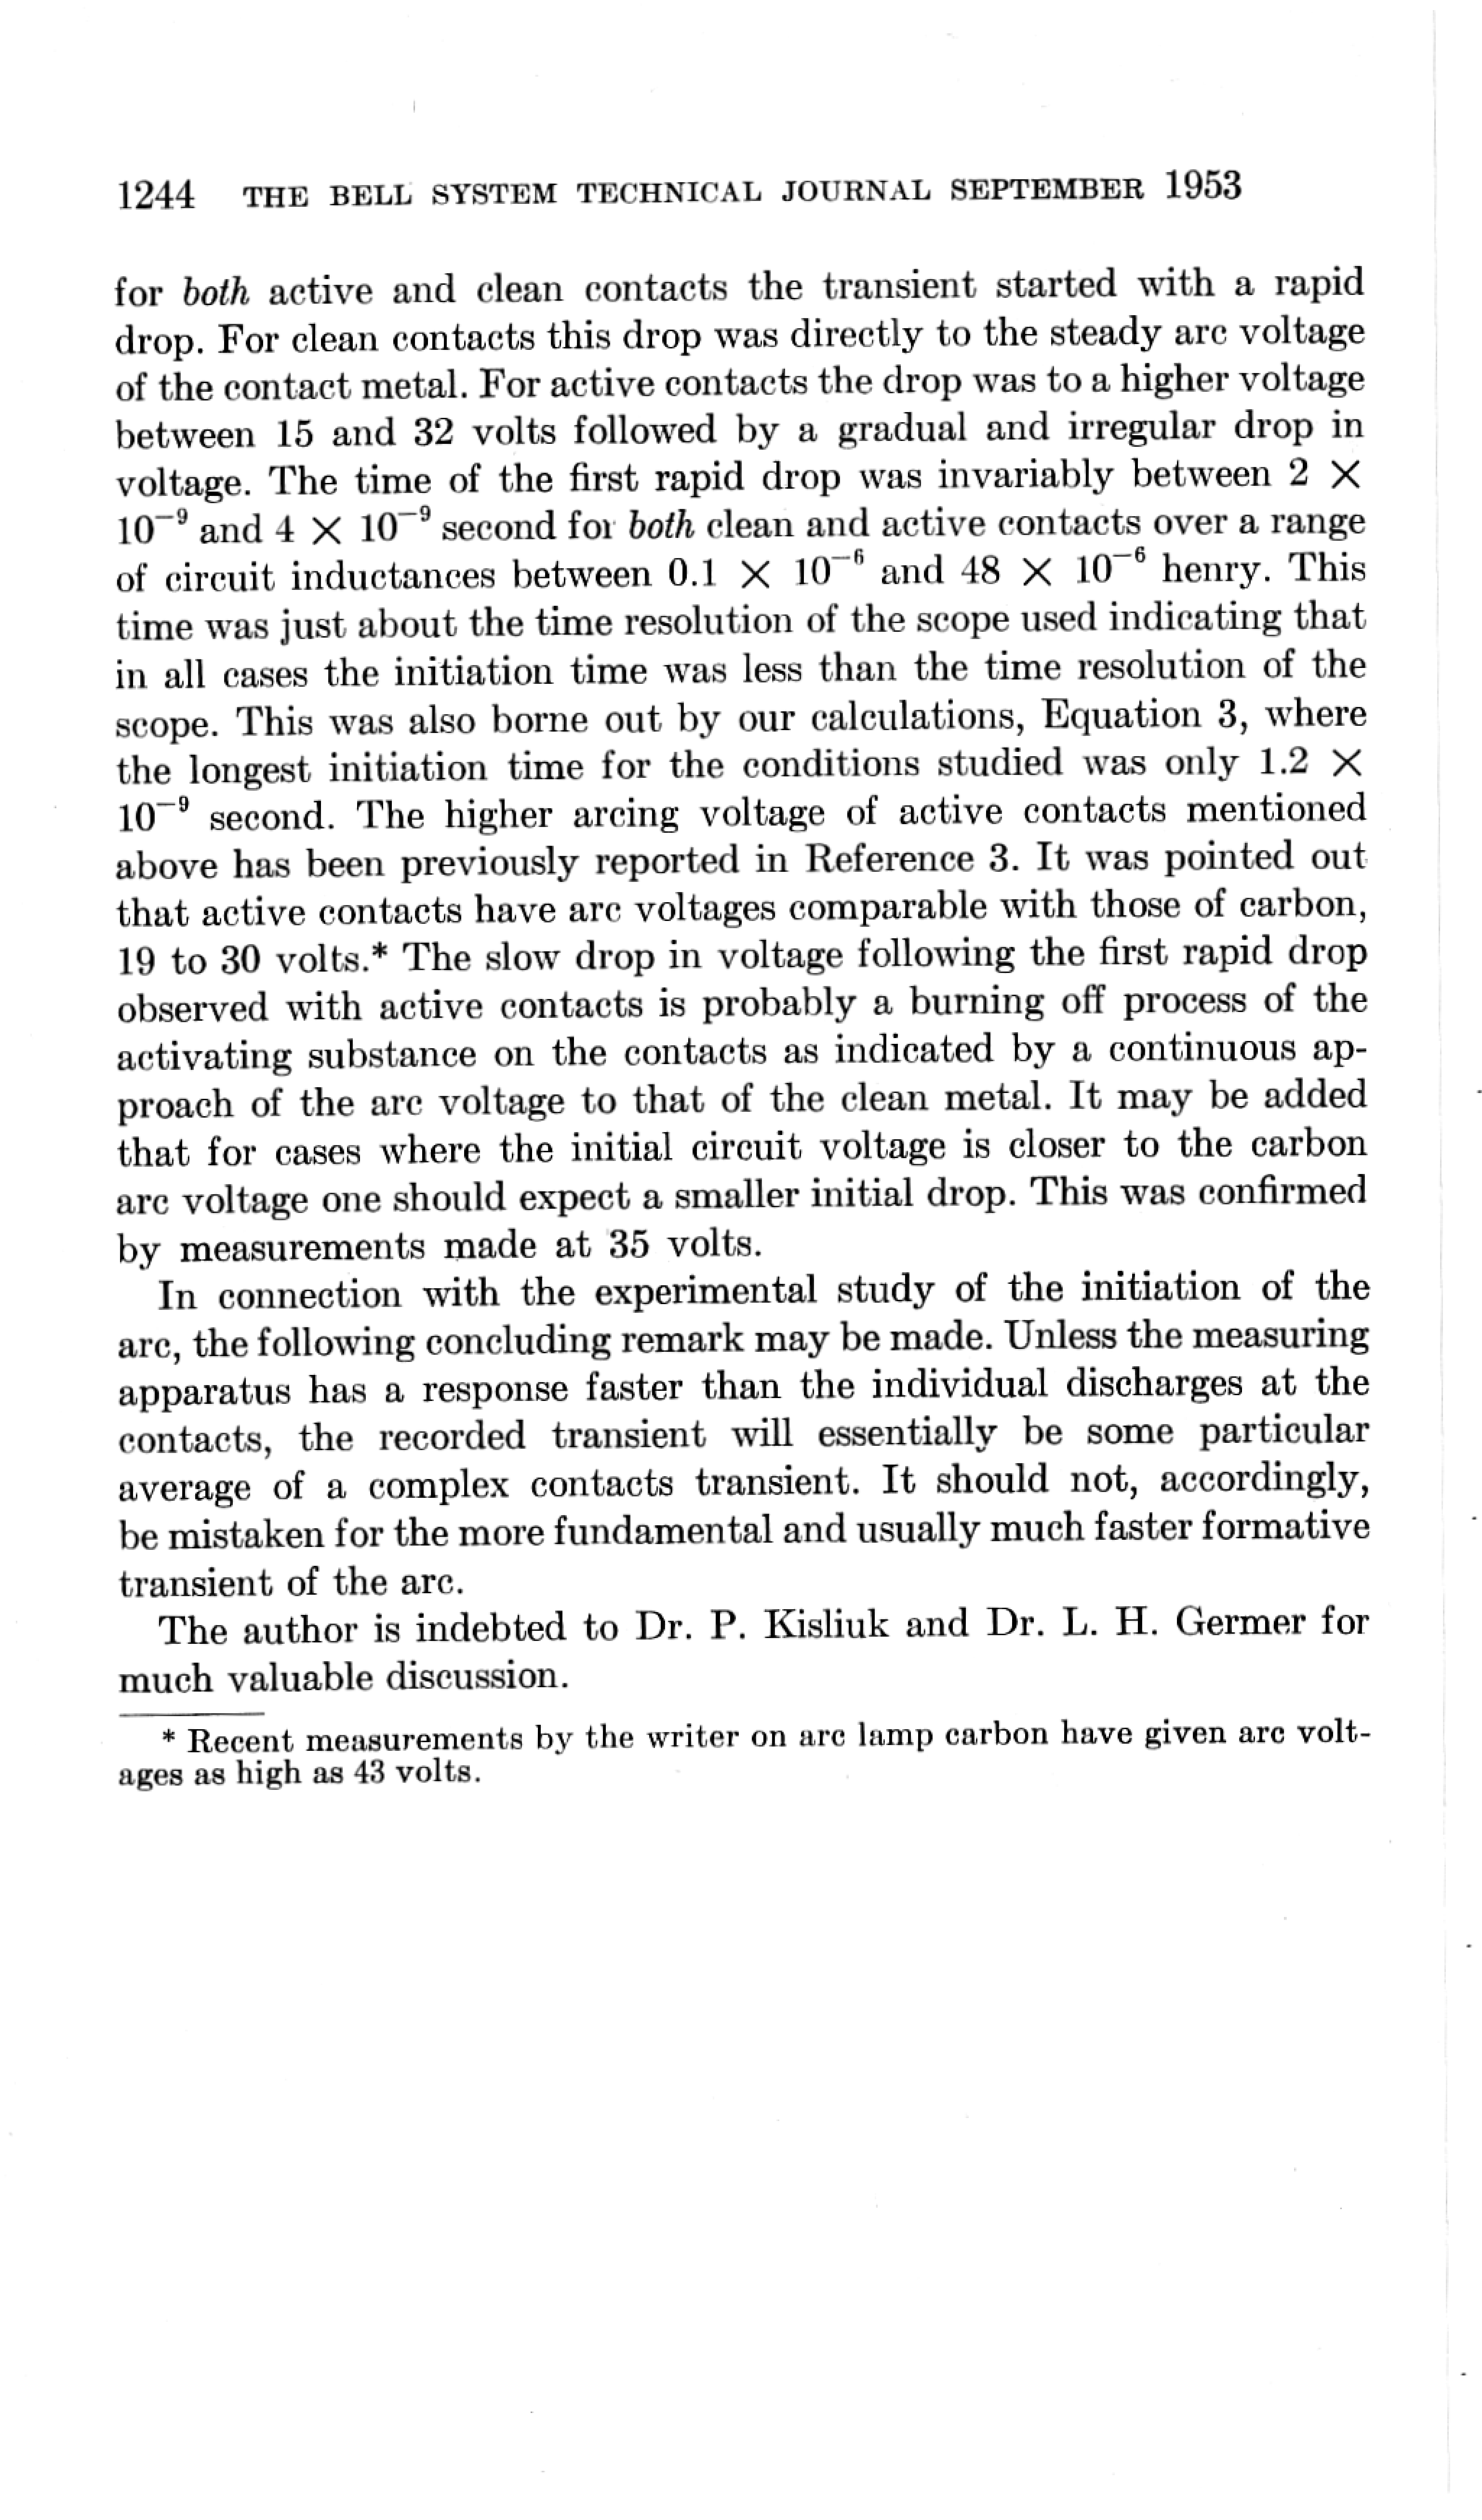 1244 THE BELL SYSTEM TECHNICAL JOURNAL SEPTEMBER 1953
for both active and clean contacts the transient started with a rapid
drop. For clean contacts this drop was directly to the steady arc voltage
of the contact metal. For active contacts the drop was to a higher voltage
between 15 and 32 volts followed by a gradual and irregular drop in
voltage. The time of the first rapid drop was invariably between 2 ×
10⁻⁹ and 4 × 10⁻⁹ second for both clean and active contacts over a range
of circuit inductances between 0.1 × 10⁻⁶ and 48 × 10⁻⁶ henry. This
time was just about the time resolution of the scope used indicating that
in all cases the initiation time was less than the time resolution of the
scope. This was also borne out by our calculations, Equation 3, where
the longest initiation time for the conditions studied was only 1.2 ×
10⁻⁹ second. The higher arcing voltage of active contacts mentioned
above has been previously reported in Reference 3. It was pointed out
that active contacts have arc voltages comparable with those of carbon,
19 to 30 volts.* The slow drop in voltage following the first rapid drop
observed with active contacts is probably a burning off process of the
activating substance on the contacts as indicated by a continuous ap-
proach of the arc voltage to that of the clean metal. It may be added
that for cases where the initial circuit voltage is closer to the carbon
arc voltage one should expect a smaller initial drop. This was confirmed
by measurements made at 35 volts.
In connection with the experimental study of the initiation of the
arc, the following concluding remark may be made. Unless the measuring
apparatus has a response faster than the individual discharges at the
contacts, the recorded transient will essentially be some particular
average of a complex contacts transient. It should not, accordingly,
be mistaken for the more fundamental and usually much faster formative
transient of the arc.
The author is indebted to Dr. P. Kisliuk and Dr. L. H. Germer for
much valuable discussion.
* Recent measurements by the writer on arc lamp carbon have given arc volt-
ages as high as 43 volts.